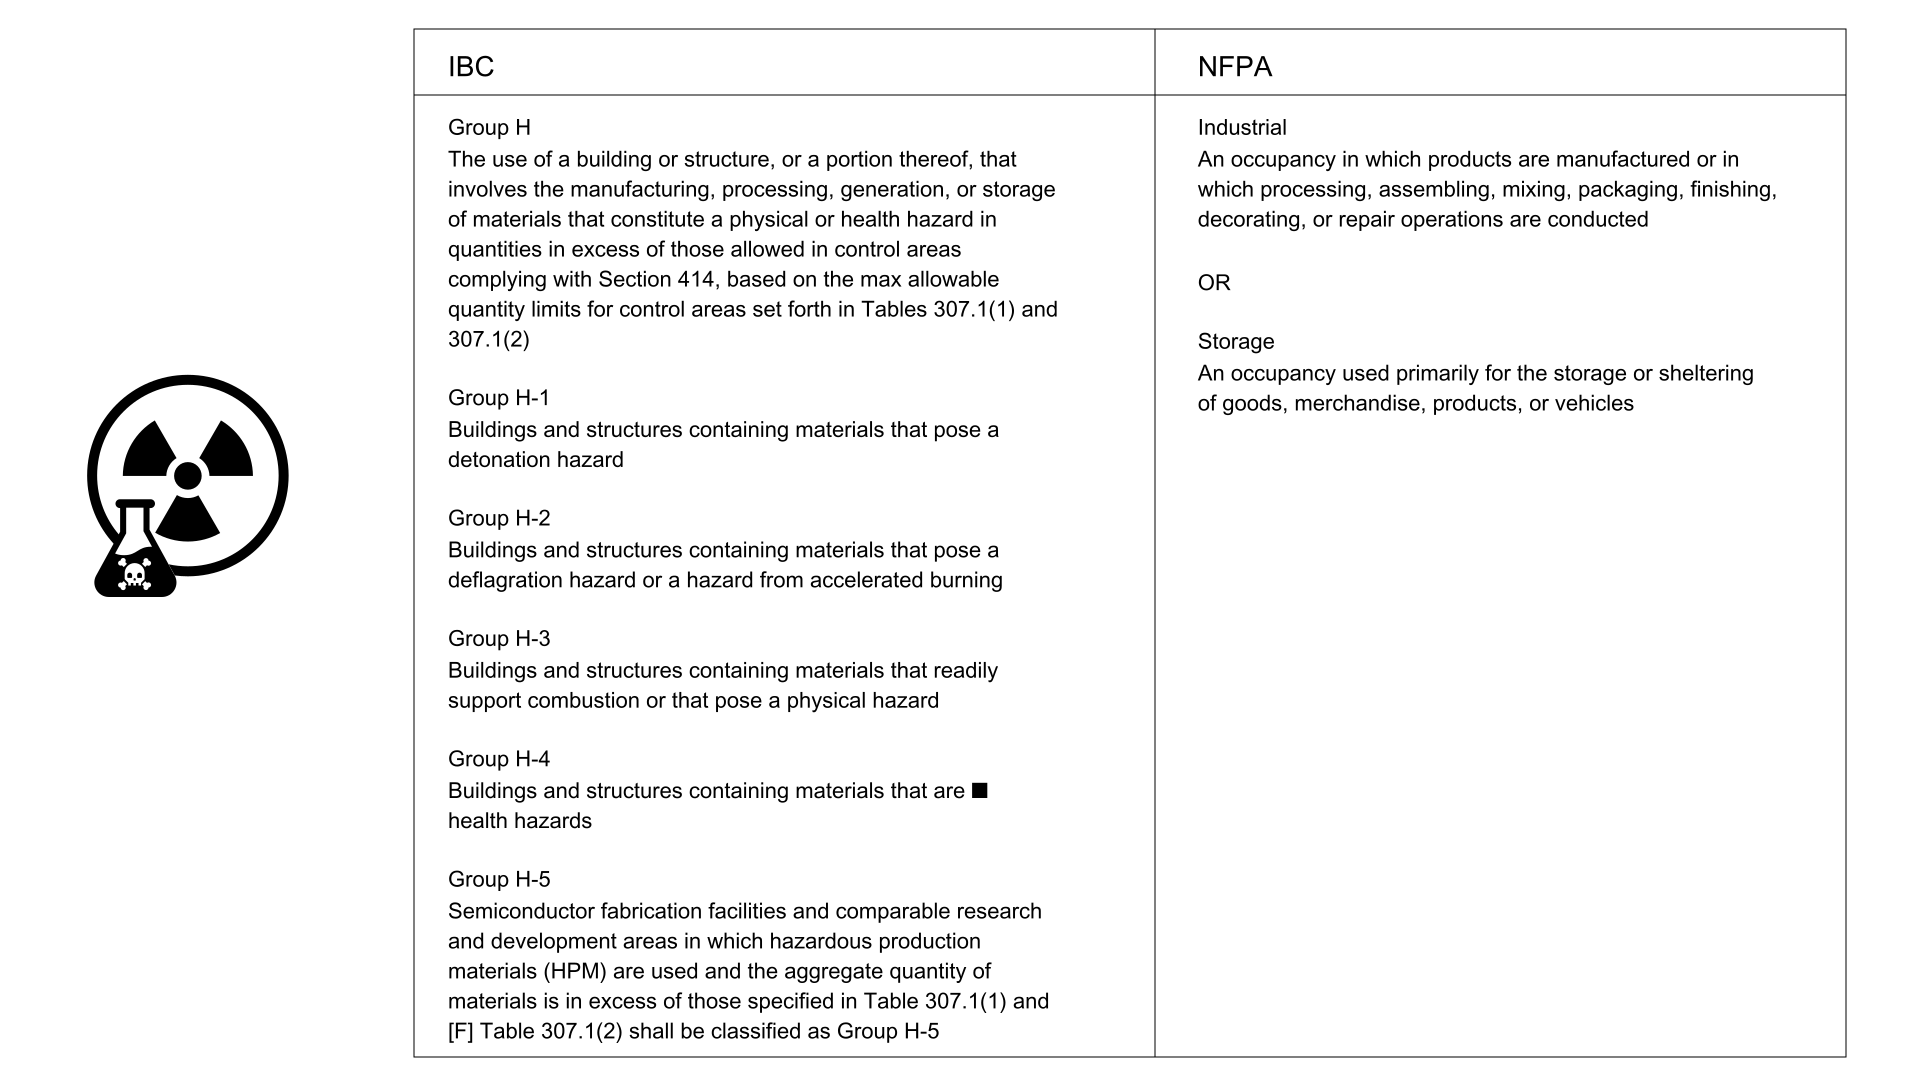 IBC
NFPA
Group H
The use of a building or structure, or a portion thereof, that
involves the manufacturing, processing, generation, or storage
of materials that constitute a physical or health hazard in
quantities in excess of those allowed in control areas
complying with Section 414, based on the max allowable
quantity limits for control areas set forth in Tables 307.1(1) and
307.1(2)
Group H-1
Buildings and structures containing materials that pose a
detonation hazard
Group H-2
Buildings and structures containing materials that pose a
deflagration hazard or a hazard from accelerated burning
Group H-3
Buildings and structures containing materials that readily
support combustion or that pose a physical hazard
Group H-4
Buildings and structures containing materials that are ■
health hazards
Group H-5
Semiconductor fabrication facilities and comparable research
and development areas in which hazardous production
materials (HPM) are used and the aggregate quantity of
materials is in excess of those specified in Table 307.1(1) and
[F] Table 307.1(2) shall be classified as Group H-5
Industrial
An occupancy in which products are manufactured or in
which processing, assembling, mixing, packaging, finishing,
decorating, or repair operations are conducted
OR
Storage
An occupancy used primarily for the storage or sheltering
of goods, merchandise, products, or vehicles